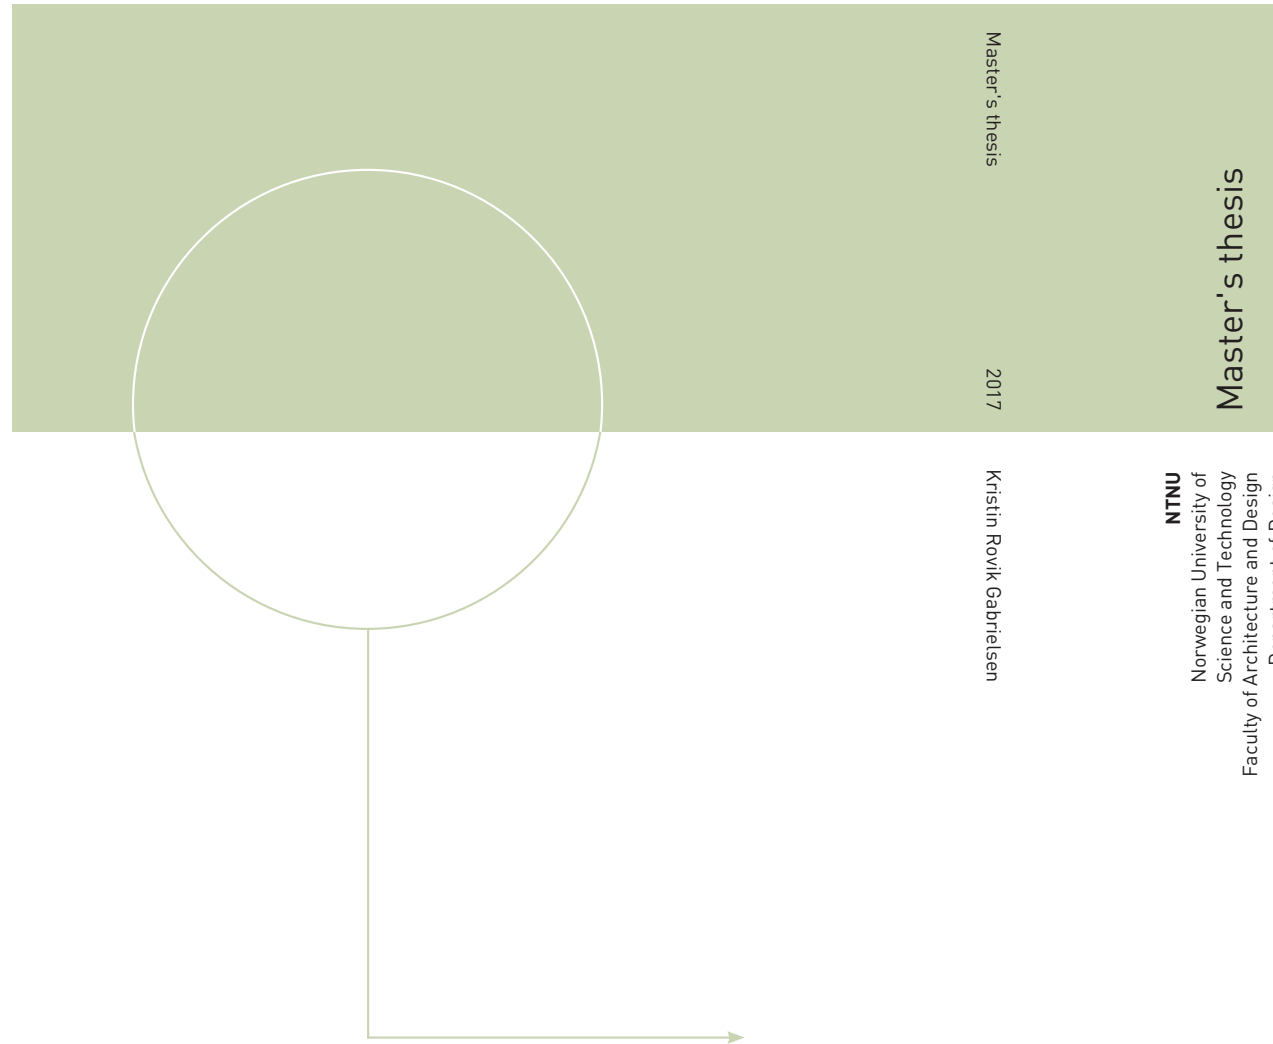 Master's thesis
2017
Kristin Rovik Gabrielsen
Master's thesis
NTNU
Norwegian University of
Science and Technology
Faculty of Architecture and Design